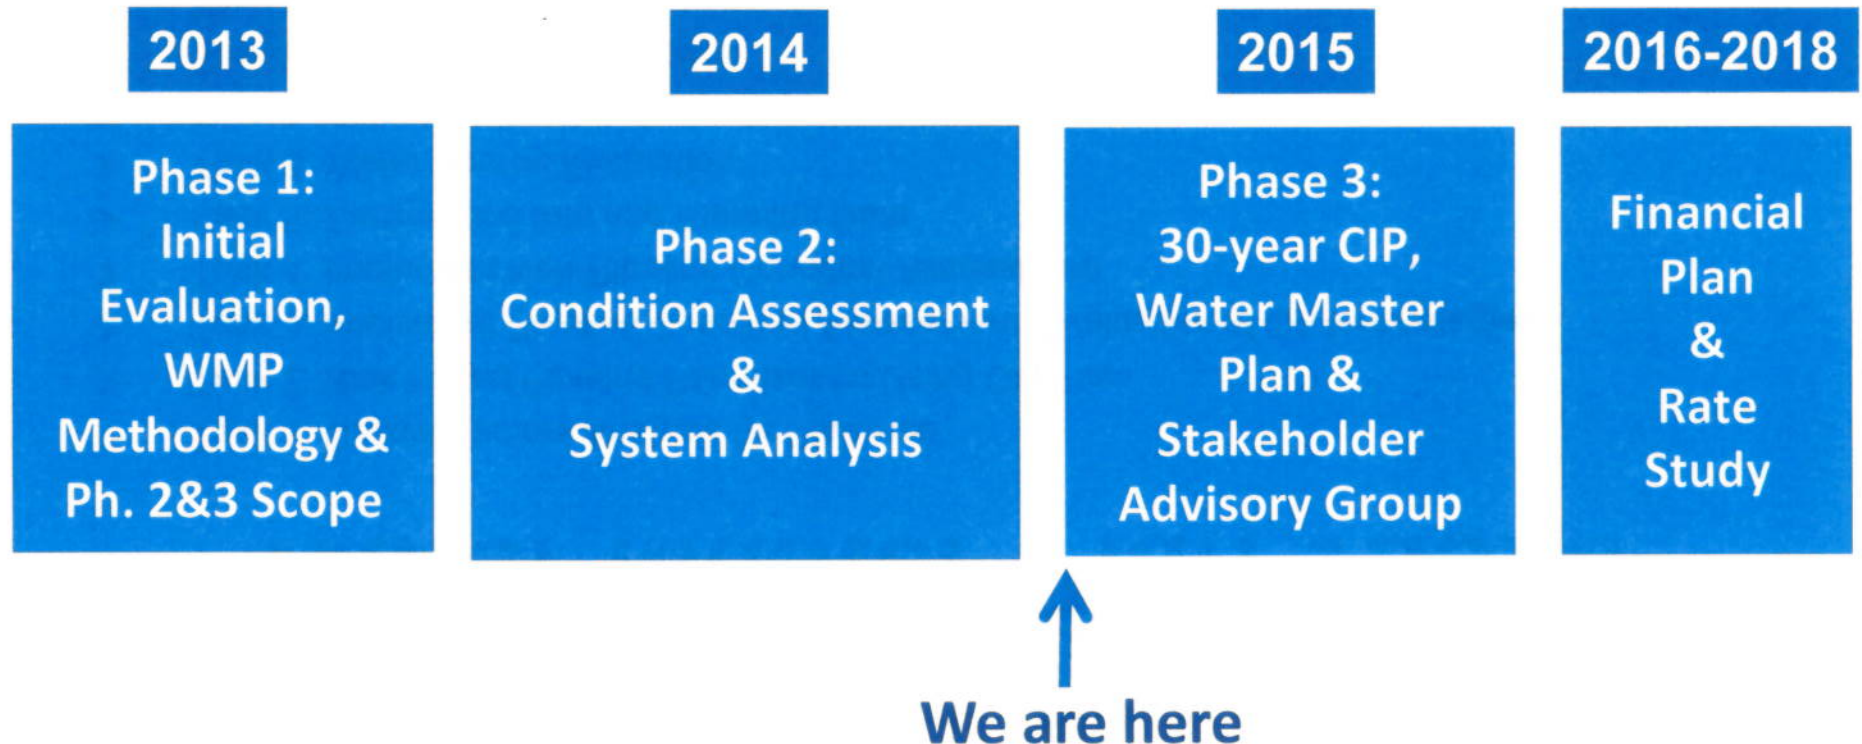 2013
Phase 1:
Initial
Evaluation,
WMP
Methodology &
Ph. 2&3 Scope
2014
Phase 2:
Condition Assessment
&
System Analysis
2015
Phase 3:
30-year CIP,
Water Master
Plan &
Stakeholder
Advisory Group
2016-2018
Financial
Plan
&
Rate
Study
We are here